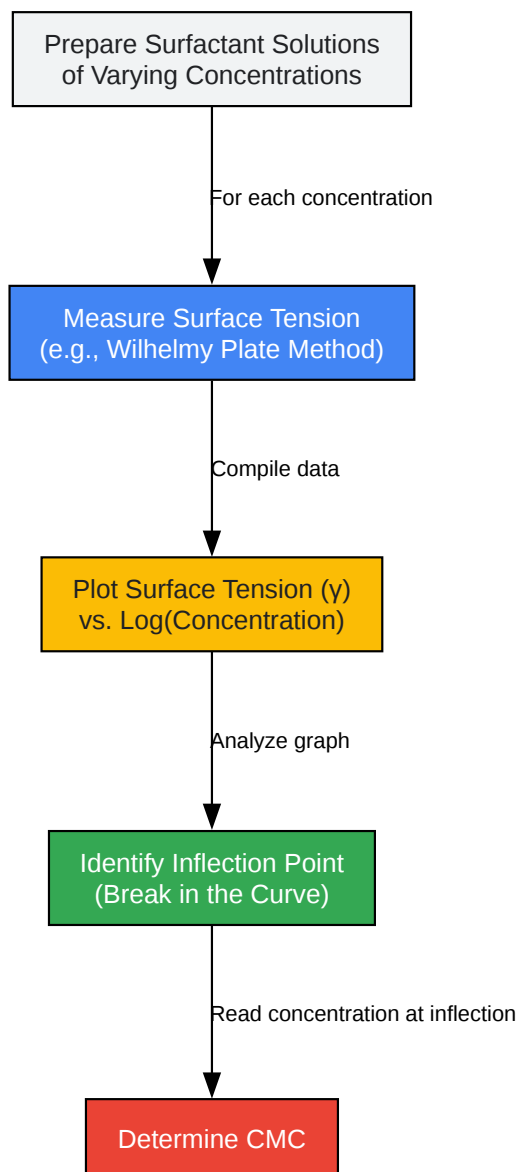 Prepare Surfactant Solutions
of Varying Concentrations
For each concentration
Measure Surface Tension
(e.g., Wilhelmy Plate Method)
Compile data
Plot Surface Tension (γ)
vs. Log(Concentration)
Analyze graph
Identify Inflection Point
(Break in the Curve)
Read concentration at inflection
Determine CMC